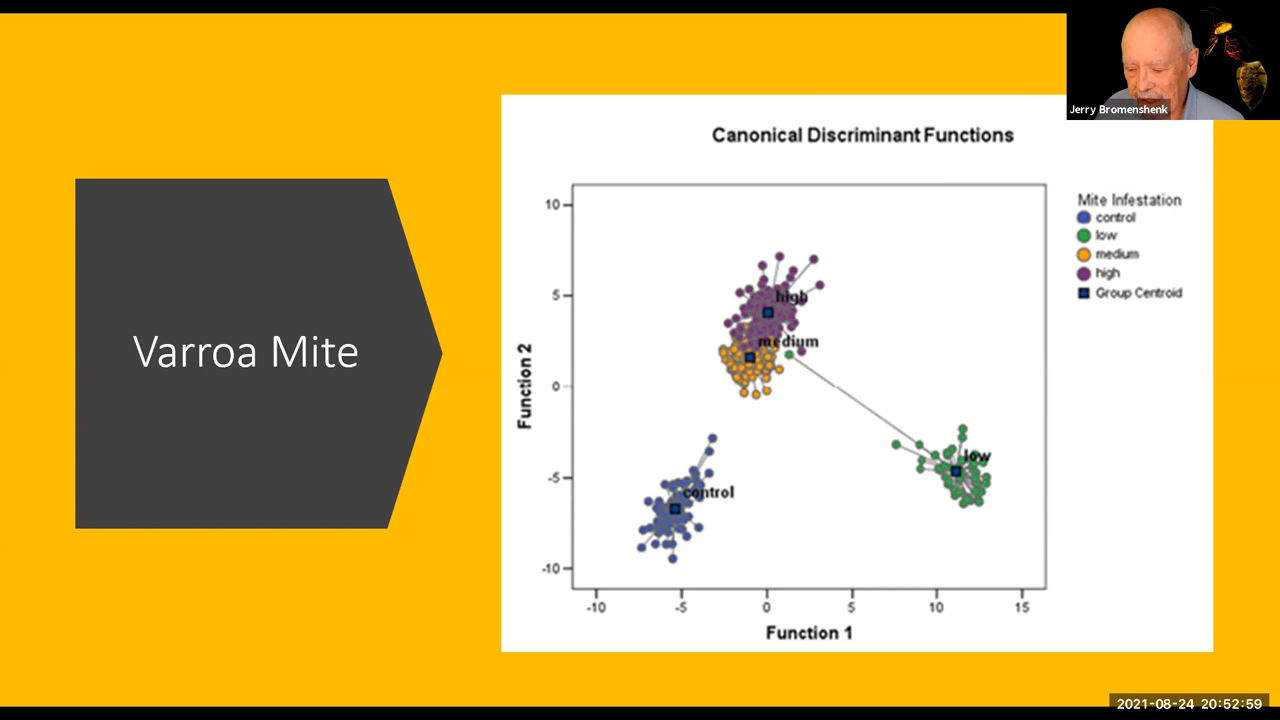 Jerry Bromenshenk
Varroa Mite
Canonical Discriminant Functions
Function 2
10
5
0
-5
-10
high
medium
low
control
-10
-5
0
5
10
15
Function 1
Mite Infestation
control
low
medium
high
Group Centroid
2021-08-24 20:52:59